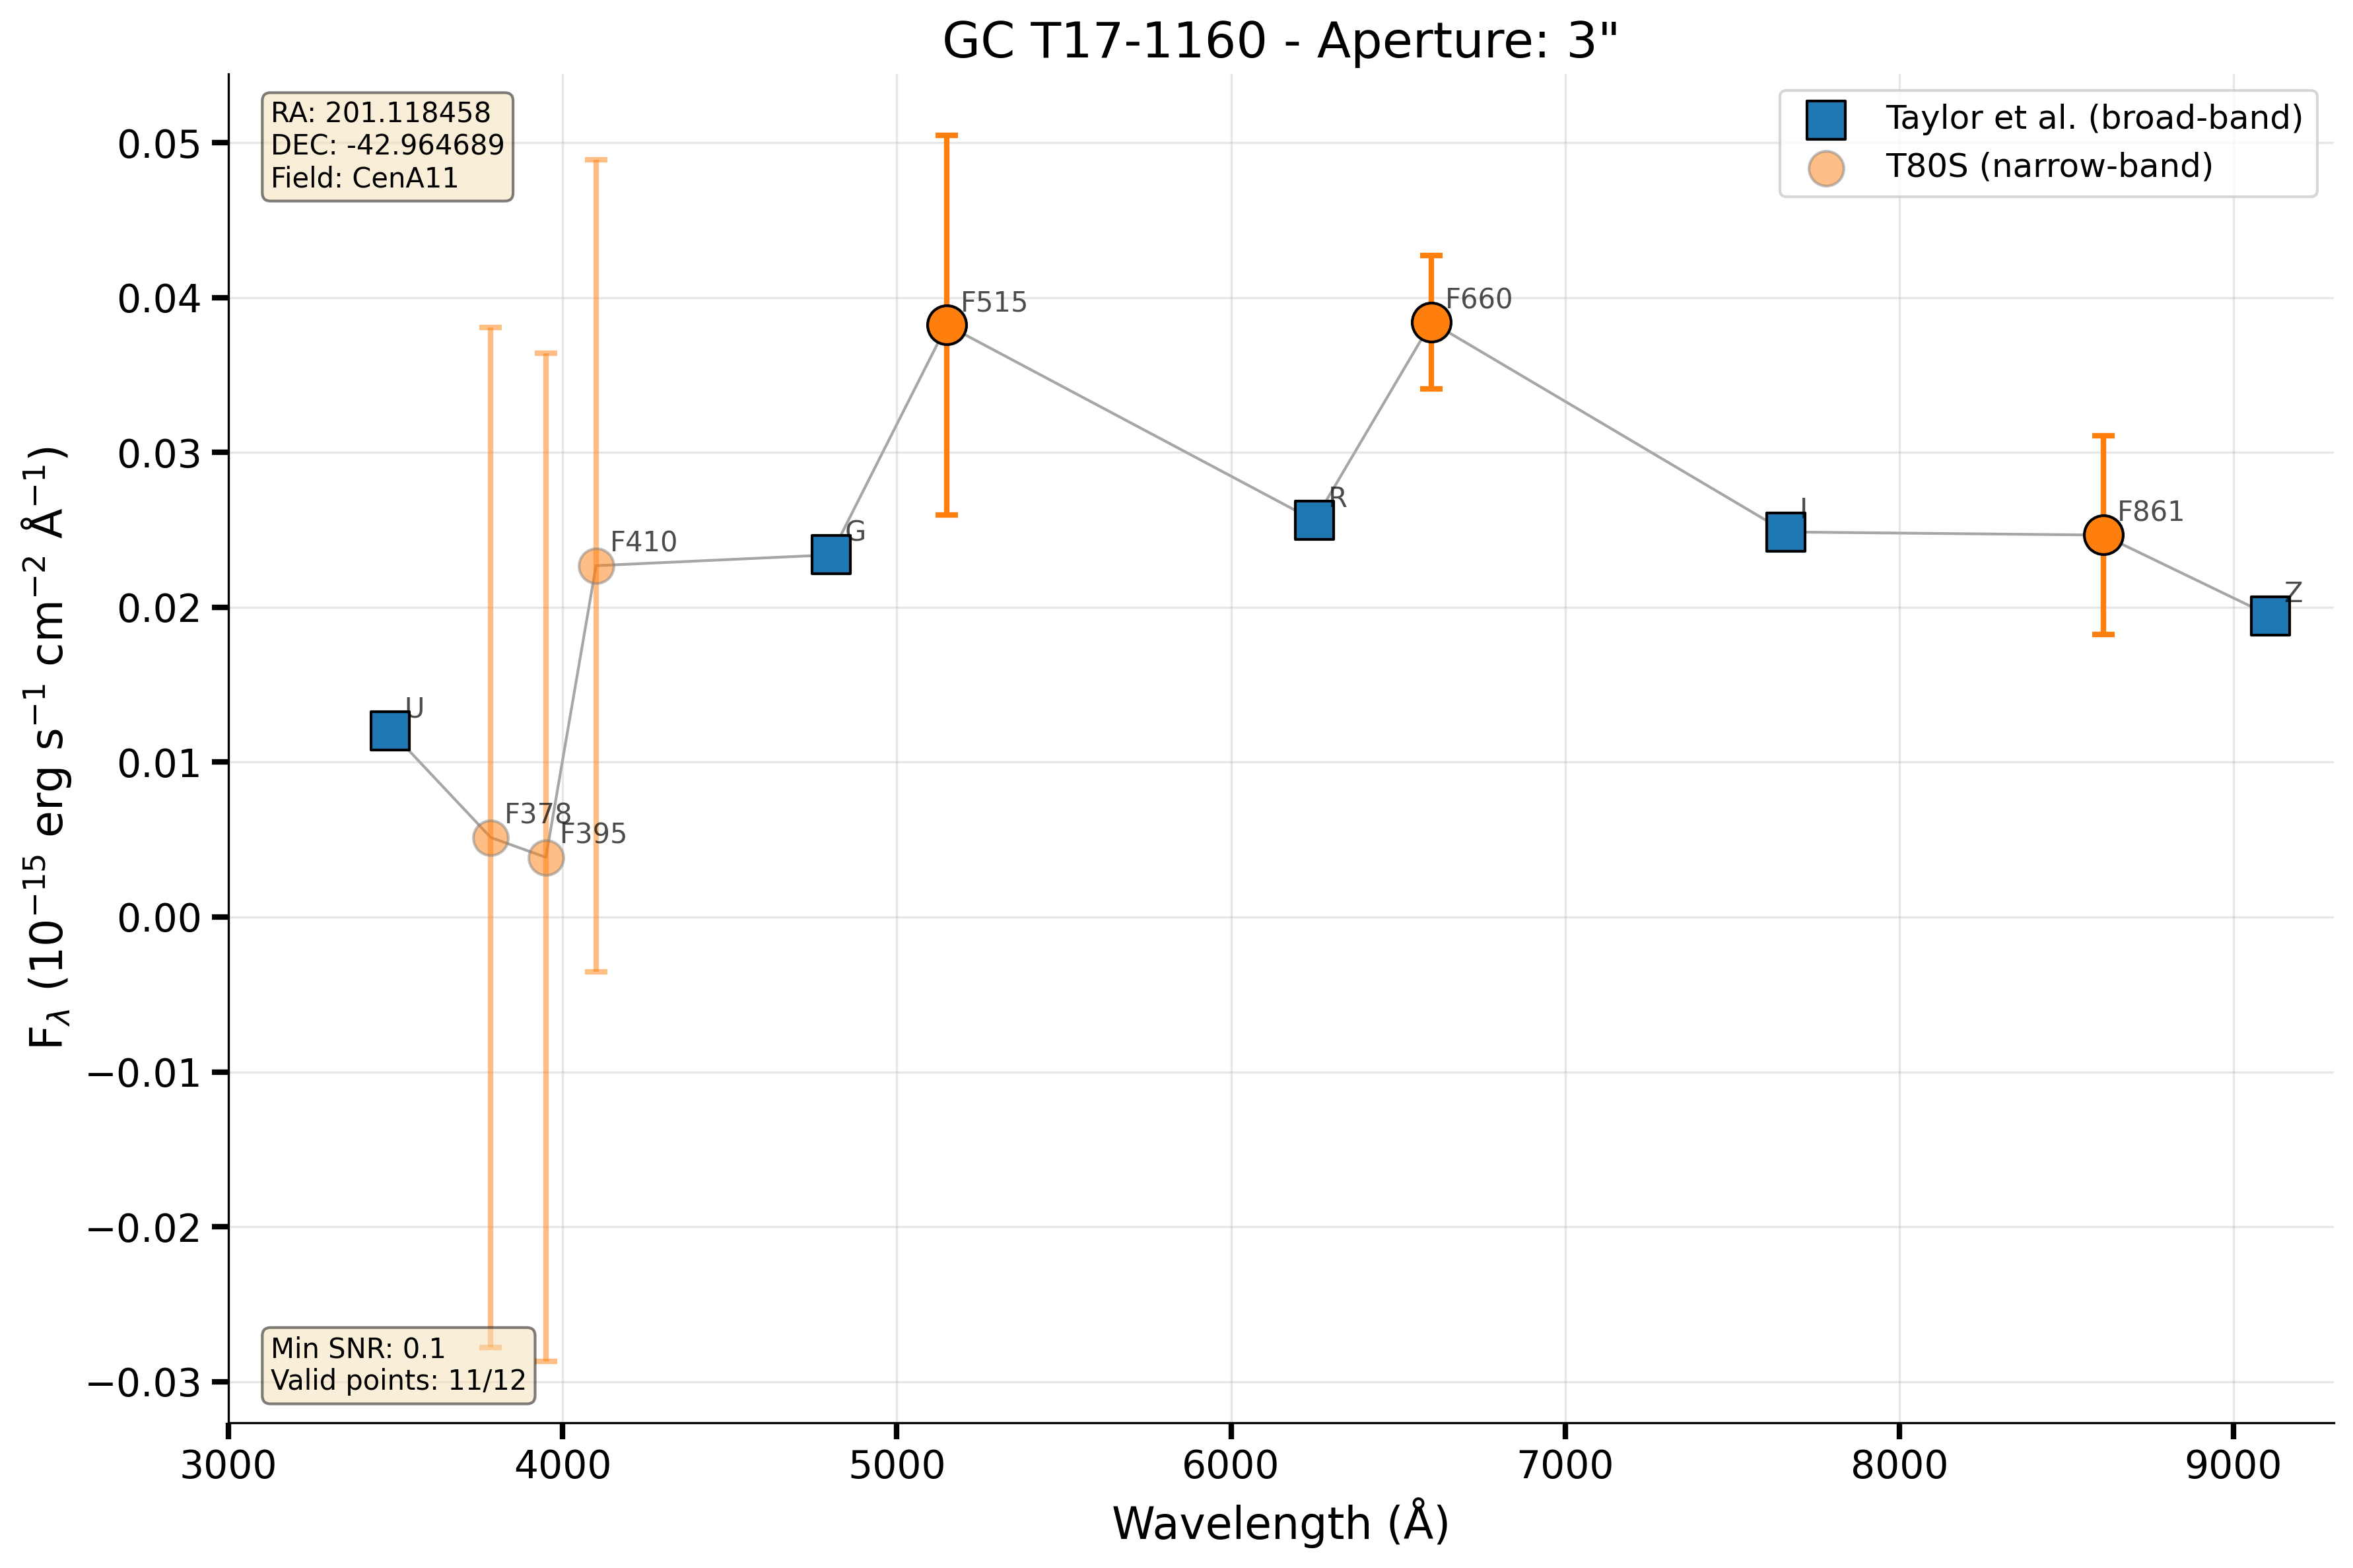 GC T17-1160 - Aperture: 3"
RA: 201.118458
DEC: -42.964689
Field: CenA11
Taylor et al. (broad-band)
T80S (narrow-band)
0.05
0.04
0.03
0.02
0.01
0.00
−0.01
−0.02
−0.03
F_λ (10⁻¹⁵ erg s⁻¹ cm⁻² Å⁻¹)
U
F378
F395
F410
G
F515
R
F660
I
F861
Z
Min SNR: 0.1
Valid points: 11/12
3000 4000 5000 6000 7000 8000 9000
Wavelength (Å)